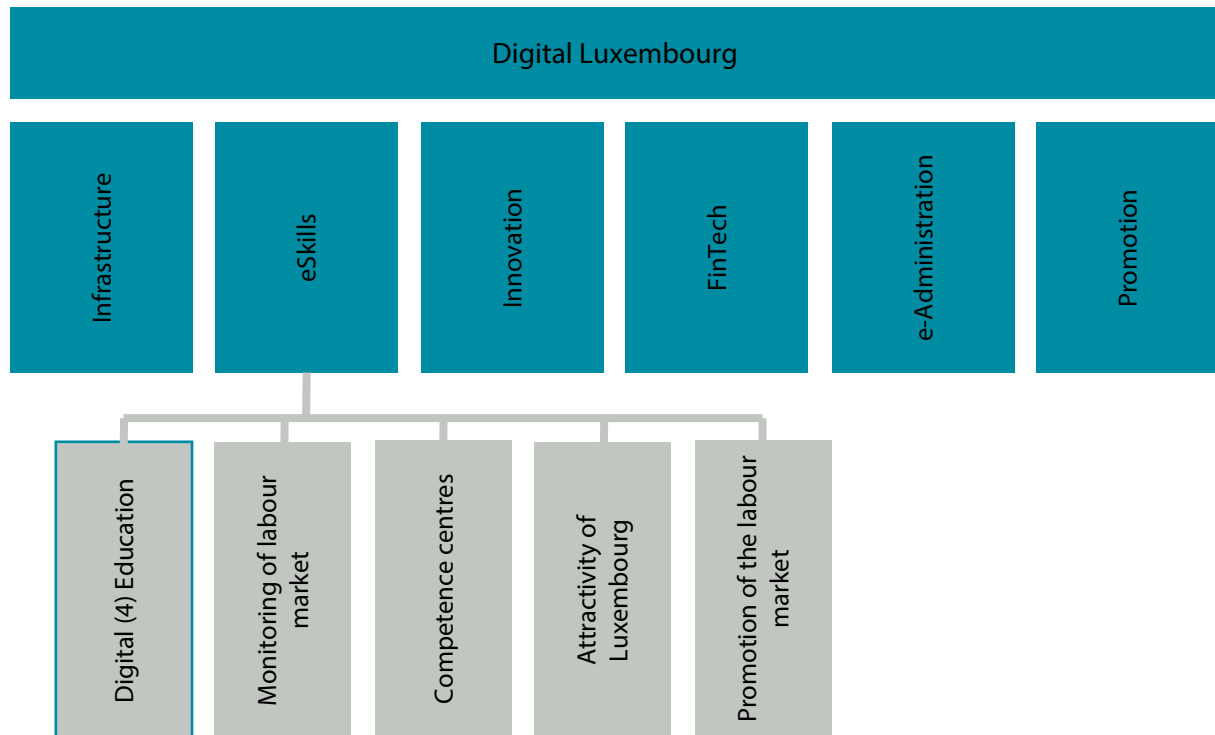 Digital Luxembourg
Infrastructure
eSkills
Innovation
FinTech
e-Administration
Promotion
Digital (4) Education
Monitoring of labour
market
Competence centres
Attractivity of
Luxembourg
Promotion of the labour
market